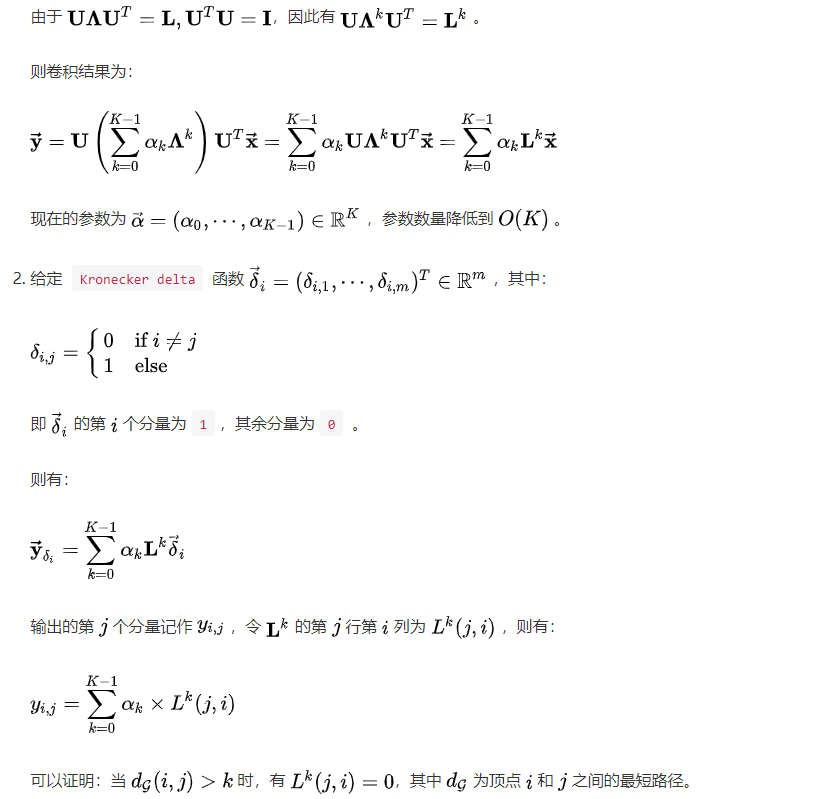 由于 $\mathbf{U\Lambda U}^T = \mathbf{L}, \mathbf{U}^T\mathbf{U} = \mathbf{I}$，因此有 $\mathbf{U\Lambda}^k\mathbf{U}^T = \mathbf{L}^k$ 。
则卷积结果为：
$\vec{\mathbf{y}} = \mathbf{U}\left(\sum_{k=0}^{K-1} \alpha_k \mathbf{\Lambda}^k\right)\mathbf{U}^T\vec{\mathbf{x}} = \sum_{k=0}^{K-1} \alpha_k \mathbf{U\Lambda}^k\mathbf{U}^T\vec{\mathbf{x}} = \sum_{k=0}^{K-1} \alpha_k \mathbf{L}^k\vec{\mathbf{x}}$
现在的参数为 $\vec{\alpha} = (\alpha_0, \cdots, \alpha_{K-1}) \in \mathbb{R}^K$ ，参数数量降低到 $O(K)$ 。
2. 给定 Kronecker delta 函数 $\vec{\delta}_i = (\delta_{i,1}, \cdots, \delta_{i,m})^T \in \mathbb{R}^m$ ，其中：
$\delta_{i,j} = \begin{cases} 0 & \text{if } i \neq j \\ 1 & \text{else} \end{cases}$
即 $\vec{\delta}_i$ 的第 $i$ 个分量为 1 ，其余分量为 0 。
则有：
$\vec{\mathbf{y}}_{\delta_i} = \sum_{k=0}^{K-1} \alpha_k \mathbf{L}^k \vec{\delta}_i$
输出的第 $j$ 个分量记作 $y_{i,j}$ ，令 $\mathbf{L}^k$ 的第 $j$ 行第 $i$ 列为 $L^k(j,i)$ ，则有：
$y_{i,j} = \sum_{k=0}^{K-1} \alpha_k \times L^k(j,i)$
可以证明：当 $d_{\mathcal{G}}(i,j) > k$ 时，有 $L^k(j,i) = 0$，其中 $d_{\mathcal{G}}$ 为顶点 $i$ 和 $j$ 之间的最短路径。